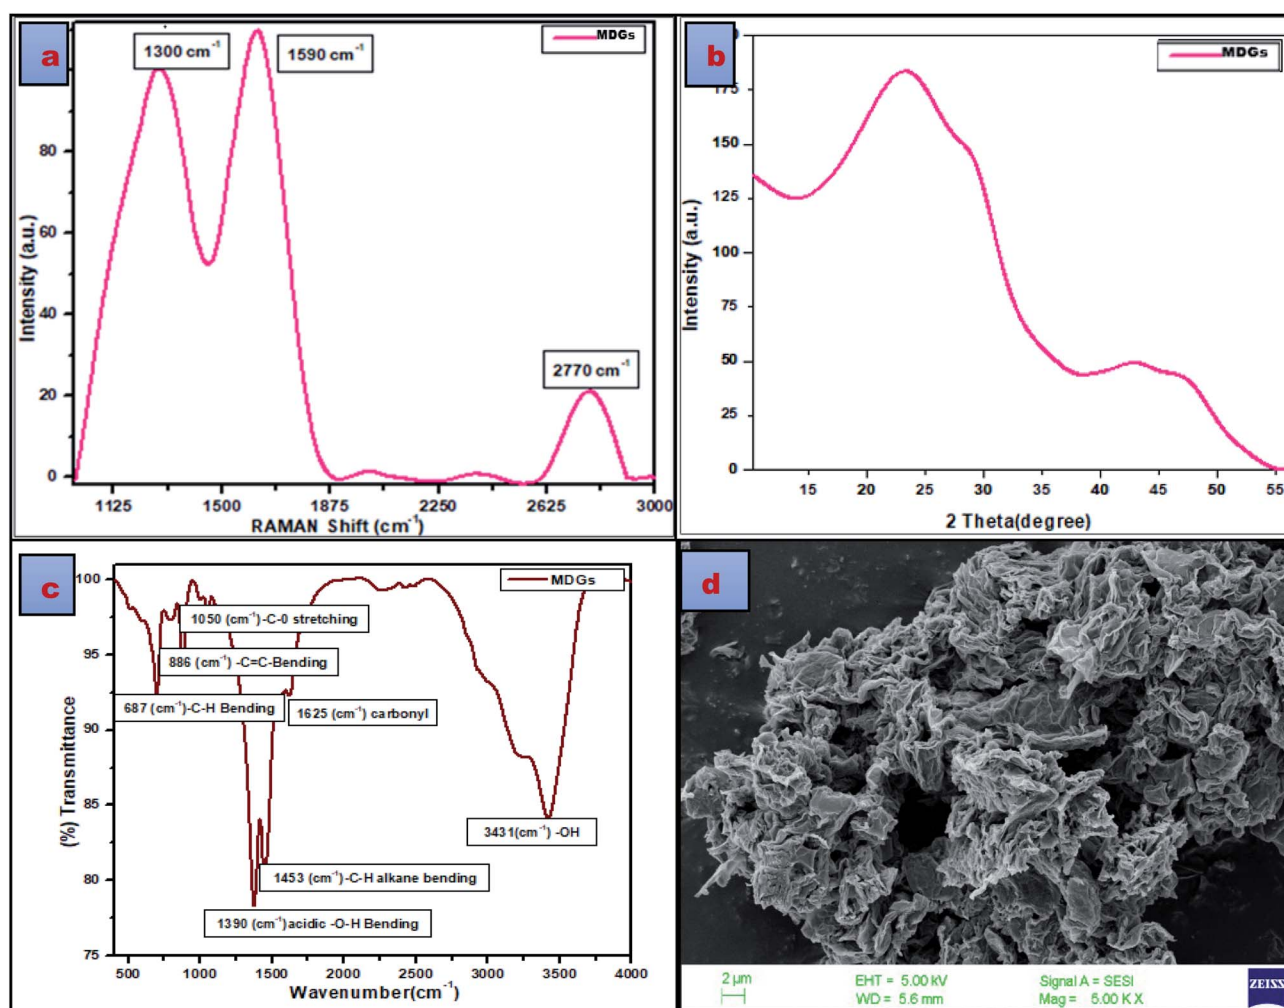 a
MDGs
1300 cm⁻¹
1590 cm⁻¹
2770 cm⁻¹
80
60
40
20
0
Intensity (a.u.)
1125 1500 1875 2250 2625 3000
RAMAN Shift (cm⁻¹)
b
MDGs
175
150
125
100
75
50
25
0
Intensity (a.u.)
15 20 25 30 35 40 45 50 55
2 Theta(degree)
c
MDGs
100
95
90
85
80
75
(%) Transmittance
1050 (cm⁻¹)-C-0 stretching
886 (cm⁻¹) -C=C-Bending
687 (cm⁻¹)-C-H Bending
1625 (cm⁻¹) carbonyl
3431(cm⁻¹) -OH
1453 (cm⁻¹)-C-H alkane bending
1390 (cm⁻¹)acidic -O-H Bending
500 1000 1500 2000 2500 3000 3500 4000
Wavenumber(cm⁻¹)
d
2 µm
EHT = 5.00 kV
Signal A = SESI
WD = 5.6 mm
Mag = 5.00 K X
ZEISS